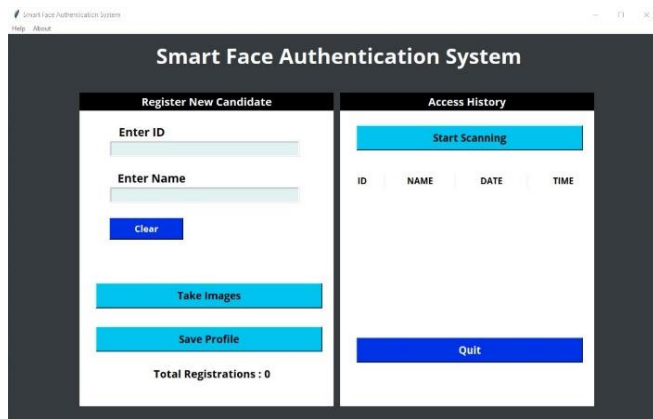 Smart Face Authentication System
Help About
Smart Face Authentication System
Register New Candidate
Enter ID
Enter Name
Clear
Take Images
Save Profile
Total Registrations : 0
Access History
Start Scanning
ID NAME DATE TIME
Quit